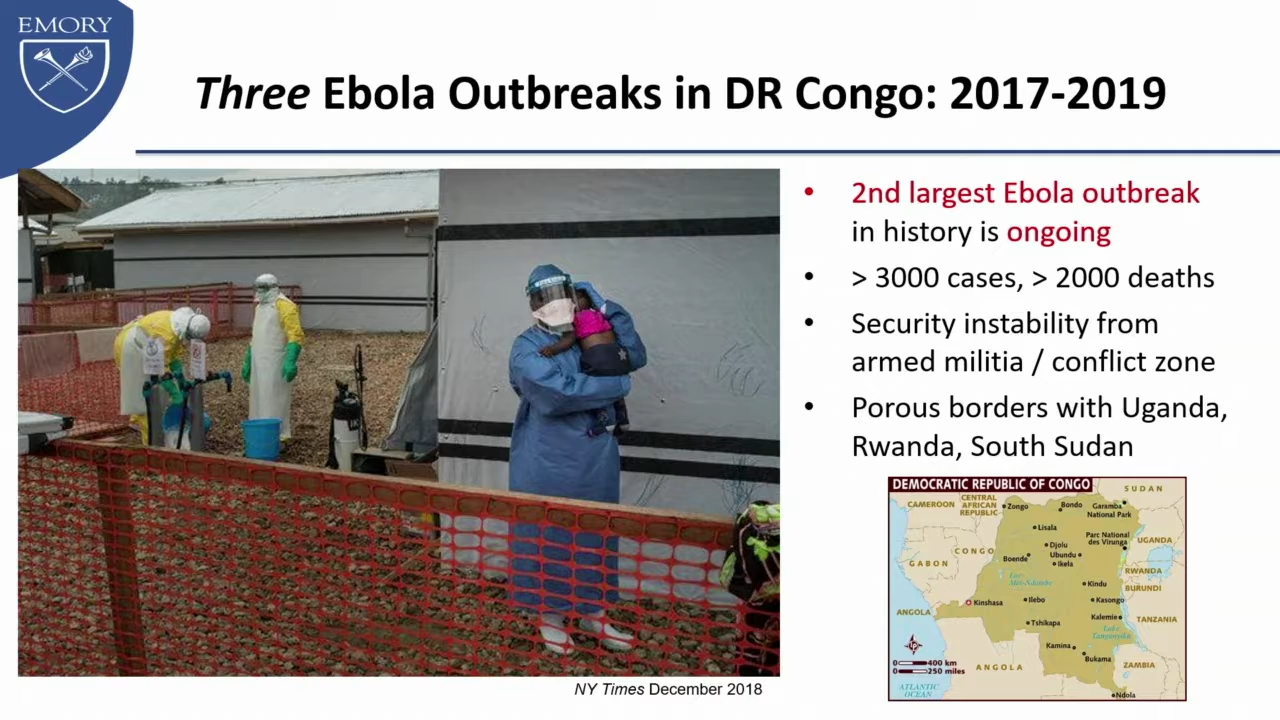 EMORY
Three Ebola Outbreaks in DR Congo: 2017-2019
• 2nd largest Ebola outbreak
in history is ongoing
• > 3000 cases, > 2000 deaths
• Security instability from
armed militia / conflict zone
• Porous borders with Uganda,
Rwanda, South Sudan
NY Times December 2018
DEMOCRATIC REPUBLIC OF CONGO
SUDAN
CAMEROON
CENTRAL
AFRICAN
REPUBLIC
Zongo
Bondo
Garamba
National Park
Lisala
Parc National
des Virunga
UGANDA
CONGO
Djolu
Boende
Ubundu
Ikela
GABON
RWANDA
Kindu
BURUNDI
Kinshasa
Ilebo
Kasongo
ANGOLA
Kalemie
TANZANIA
Tshikapa
Lake
Tanganyika
Kamina
Bukama
ZAMBIA
0 400 km
0 250 miles
ANGOLA
ATLANTIC
OCEAN
Ndola